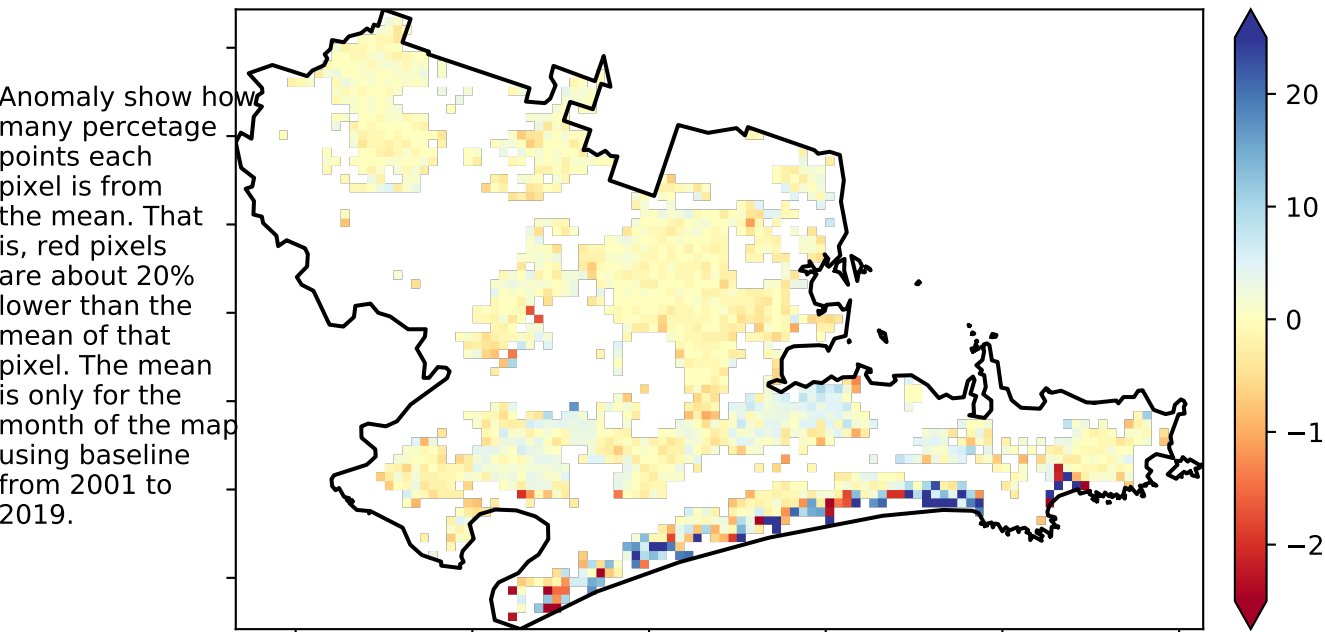 Anomaly show how
many percetage
points each
pixel is from
the mean. That
is, red pixels
are about 20%
lower than the
mean of that
pixel. The mean
is only for the
month of the map
using baseline
from 2001 to
2019.
20
10
0
−1
−2